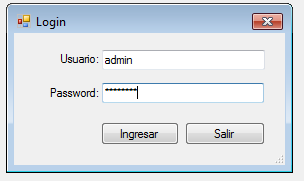 Login
Usuario: admin
Password: ********
Ingresar Salir